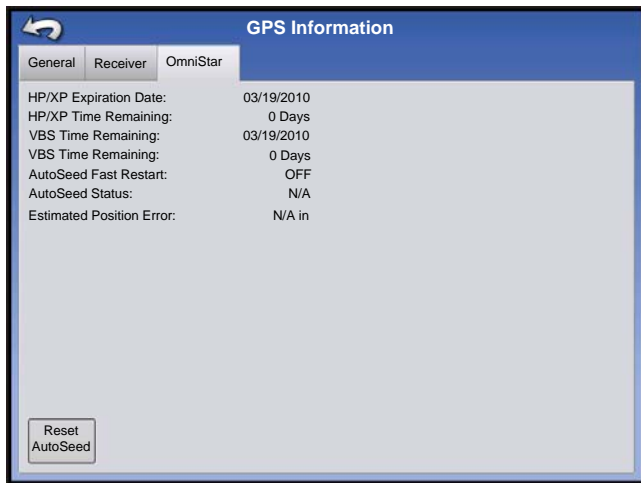 GPS Information
General Receiver OmniStar
HP/XP Expiration Date: 03/19/2010
HP/XP Time Remaining: 0 Days
VBS Time Remaining: 03/19/2010
VBS Time Remaining: 0 Days
AutoSeed Fast Restart: OFF
AutoSeed Status: N/A
Estimated Position Error: N/A in
Reset
AutoSeed